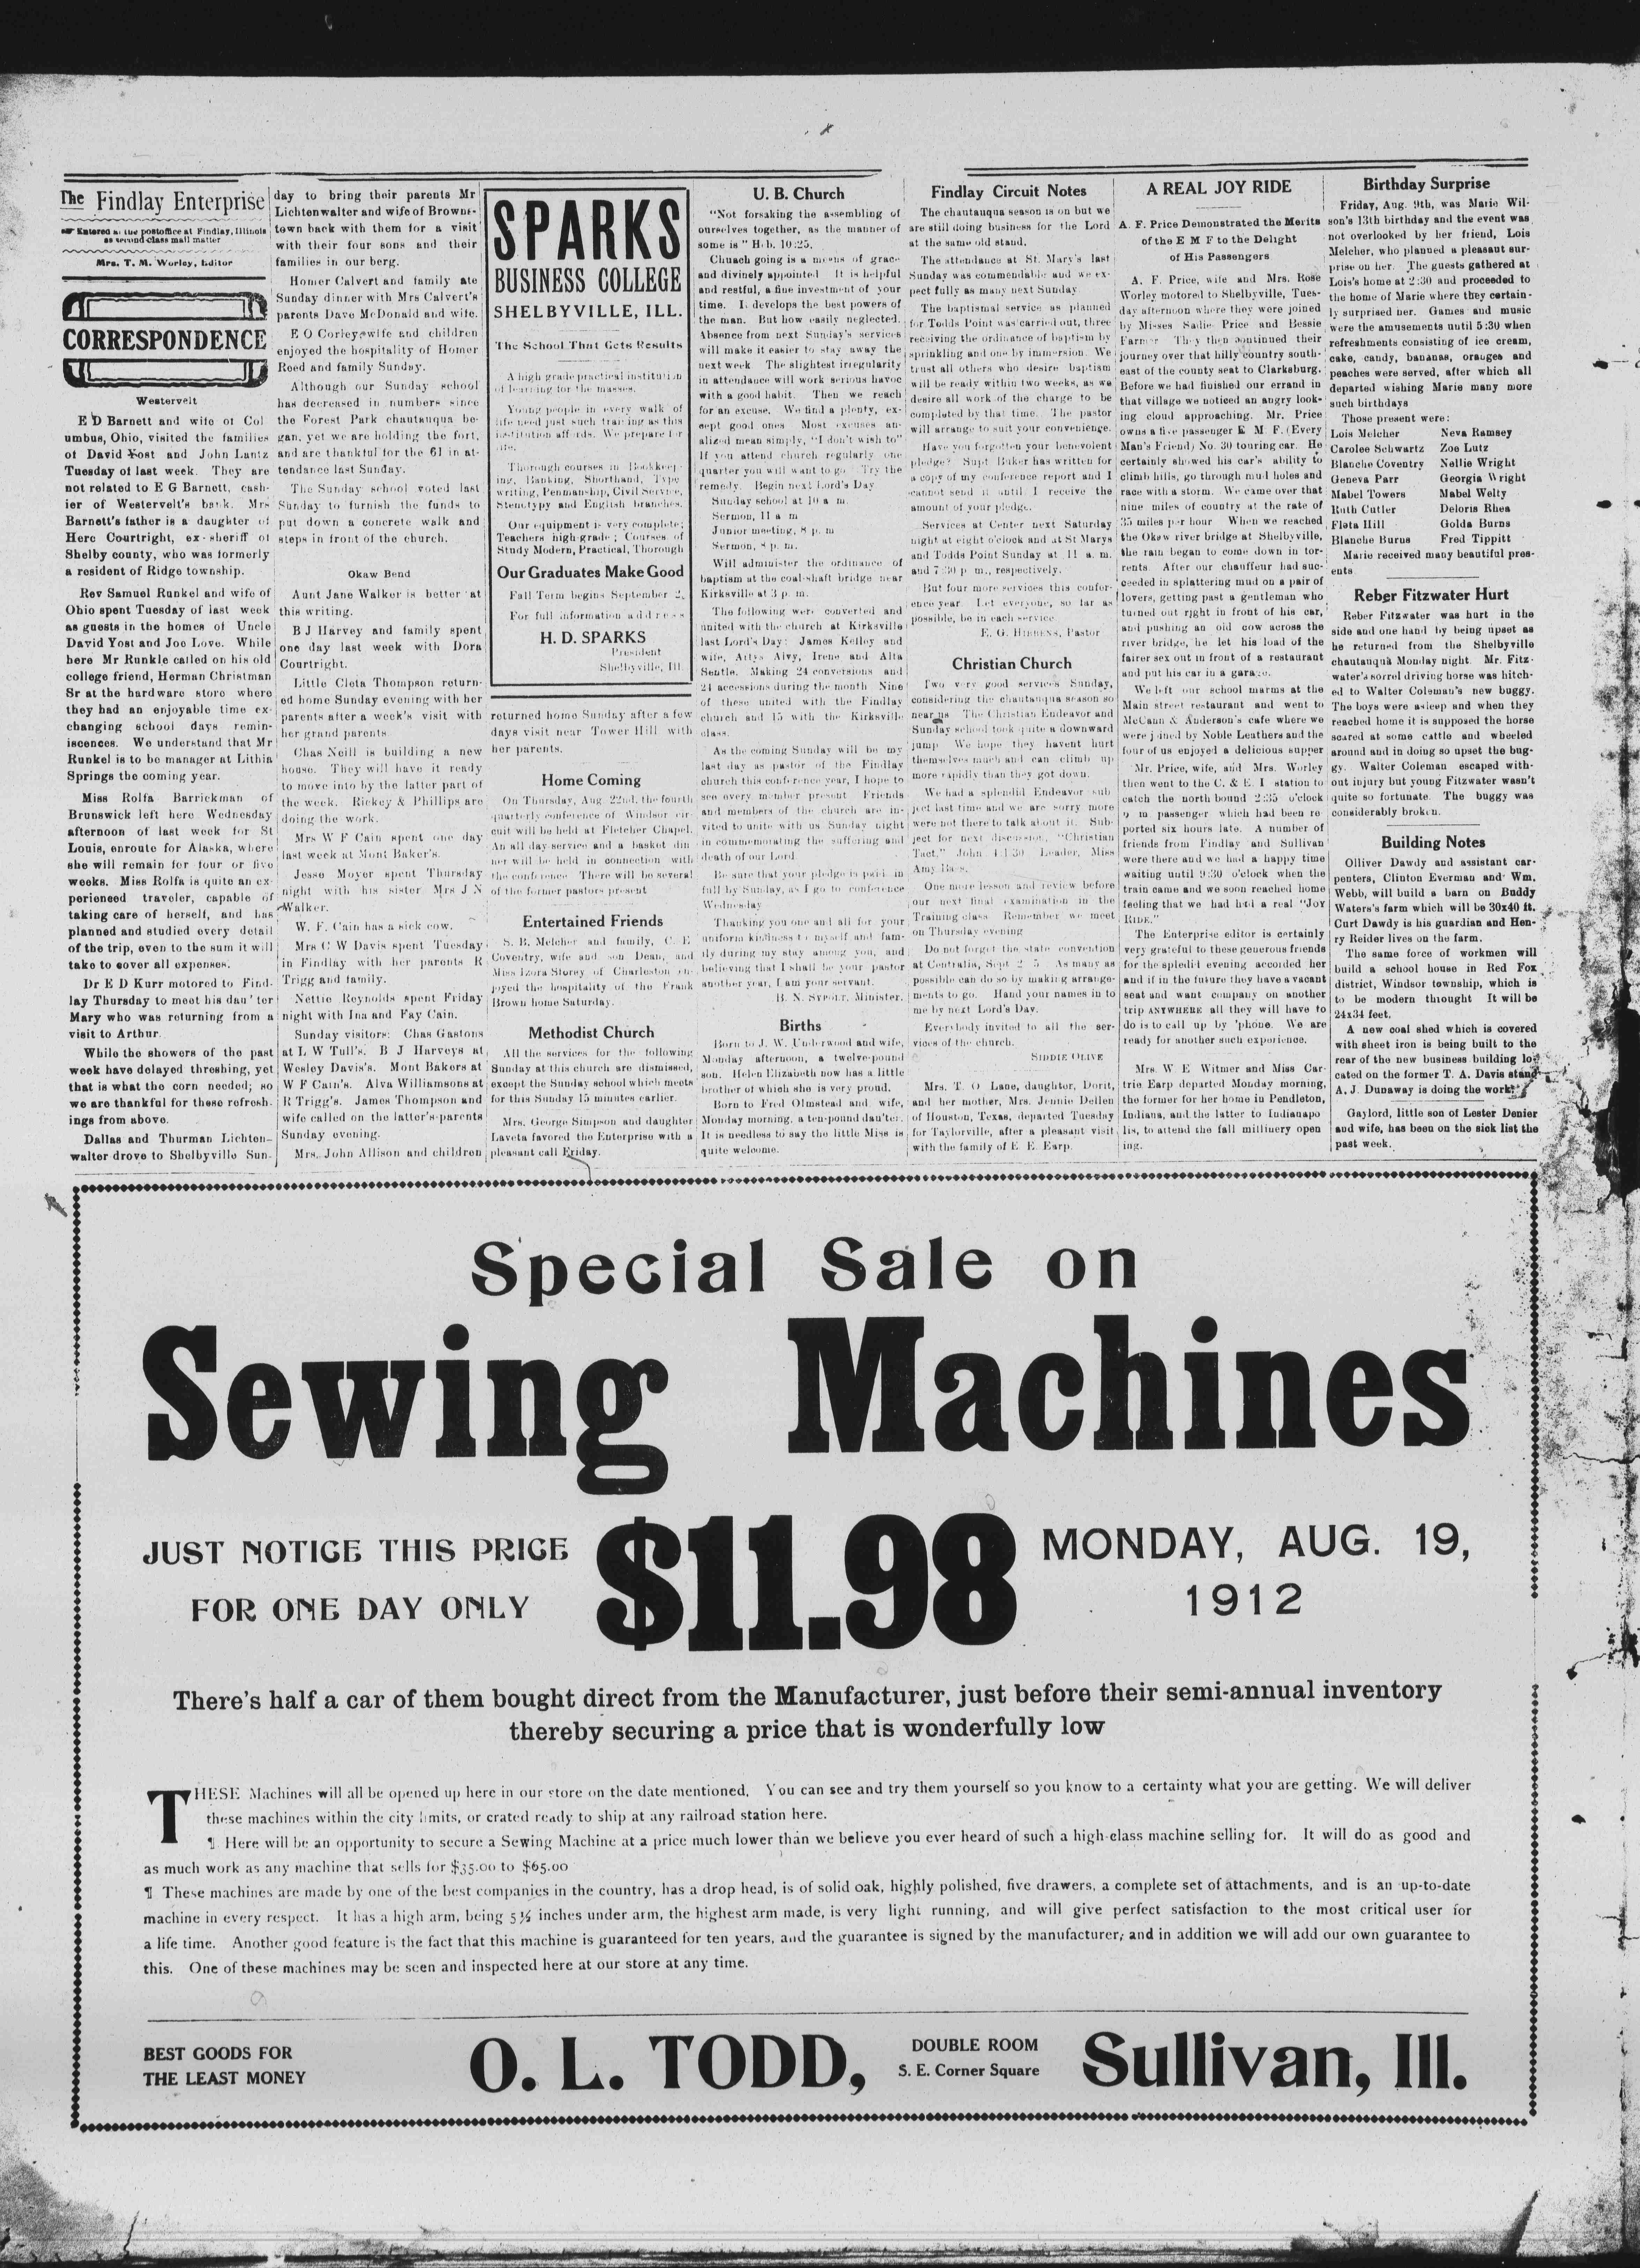 The Findlay Enterprise
Entered at the postoffice at Findlay, Illinois
as second-class mail matter
Mrs. T. M. Worley, Editor
CORRESPONDENCE
Westervelt
E D Barnett and wife of Col
umbus, Ohio, visited the families
of David Yost and John Lantz
Tuesday of last week. They are
not related to E G Barnett, cash-
ier of Westervelt's bank. Mrs
Barnett's father is a daughter of
Herc Courtright, ex-sheriff of
Shelby county, who was formerly
a resident of Ridge township.
Rev Samuel Runkel and wife of
Ohio spent Tuesday of last week
as guests in the homes of Uncle
David Yost and Joe Love. While
here Mr Runkle called on his old
college friend, Herman Christman
Sr at the hardware store where
they had an enjoyable time ex-
changing school days remin-
iscences. We understand that Mr
Runkel is to be manager at Lithia
Springs the coming year.
Miss Rolfa Barrickman of
Brunswick left here Wednesday
afternoon of last week for St
Louis, enroute for Alaska, where
she will remain for four or five
weeks. Miss Rolfa is quite an ex-
perienced traveler, capable of
taking care of herself, and has
planned and studied every detail
of the trip, even to the sum it will
take to cover all expenses.
Dr E D Kurr motored to Find-
lay Thursday to meet his dau'ter
Mary who was returning from a
visit to Arthur.
While the showers of the past
week have delayed threshing, yet
that is what the corn needed; so
we are thankful for these refresh-
ings from above.
Dallas and Thurman Lichten-
walter drove to Shelbyville Sun-
day to bring their parents Mr
Lichtenwalter and wife of Browns-
town back with them for a visit
with their four sons and their
families in our berg.
Homer Calvert and family ate
Sunday dinner with Mrs Calvert's
parents Dave McDonald and wife.
E O Corley, wife and children
enjoyed the hospitality of Homer
Reed and family Sunday.
Although our Sunday school
has decreased in numbers since
the Forest Park chautauqua be-
gan, yet we are holding the fort,
and are thankful for the 61 in at-
tendance last Sunday.
The Sunday school voted last
Sunday to furnish the funds to
put down a concrete walk and
steps in front of the church.
Okaw Bend
Aunt Jane Walker is better at
this writing.
B J Harvey and family spent
one day last week with Dora
Courtright.
Little Cleta Thompson return-
ed home Sunday evening with her
parents after a week's visit with
her grand parents.
Chas Neill is building a new
house. They will have it ready
to move into by the latter part of
the week. Rickey & Phillips are
doing the work.
Mrs W F Cain spent one day
last week at Mont Baker's.
Jesse Moyer spent Thursday
night with his sister Mrs J N
Walker.
W. F. Cain has a sick cow.
Mrs C W Davis spent Tuesday
in Findlay with her parents R
Trigg and family.
Nettie Reynolds spent Friday
night with Ina and Fay Cain.
Sunday visitors: Chas Gastons
at L W Tull's. B J Harveys at
Wesley Davis's. Mont Bakers at
W F Cain's. Alva Williamsons at
R Trigg's. James Thompson and
wife called on the latter's parents
Sunday evening.
Mrs. John Allison and children
SPARKS
BUSINESS COLLEGE
SHELBYVILLE, ILL.
The School That Gets Results
A high grade practical institution
of learning for the masses.
Young people in every walk of
life need just such training as this
institution affords. We prepare for
life.
Thorough courses in Bookkeep-
ing, Banking, Shorthand, Type
writing, Penmanship, Civil Service,
Stenotypy and English branches.
Our equipment is very complete;
Teachers high-grade; Courses of
Study Modern, Practical, Thorough
Our Graduates Make Good
Fall Term begins September 2.
For full information address
H. D. SPARKS
President
Shelbyville, Ill.
returned home Sunday after a few
days visit near Tower Hill with
her parents.
Home Coming
On Thursday, Aug. 22nd, the fourth
quarterly conference of Windsor cir-
cuit will be held at Fletcher Chapel.
An all day service and a basket din-
ner will be held in connection with
the conference There will be several
of the former pastors present
Entertained Friends
S. B. Melcher and family, C. E
Coventry, wife and son Dean, and
Miss Izora Storey of Charleston en-
joyed the hospitality of the Frank
Brown home Saturday.
Methodist Church
All the services for the following
Sunday at this church are dismissed,
except the Sunday school which meets
for this Sunday 15 minutes earlier.
Mrs. George Simpson and daughter
Laveta favored the Enterprise with a
pleasant call Friday.
U. B. Church
"Not forsaking the assembling of
ourselves together, as the manner of
some is" Heb. 10:25.
Chuach going is a means of grace
and divinely appointed It is helpful
and restful, a fine investment of your
time. I. develops the best powers of
the man. But how easily neglected.
Absence from next Sunday's services
will make it easier to stay away the
next week The slightest irregularity
in attendance will work serious havoc
with a good habit. Then we reach
for an excuse. We find a plenty, ex-
cept good ones Most excuses an-
alized mean simply, "I don't wish to"
If you attend church regularly one
quarter you will want to go Try the
remedy. Begin next Lord's Day
Sunday school at 10 a m.
Sermon, 11 a m
Junior meeting, 8 p. m
Sermon, 8 p. m.
Will administer the ordinance of
baptism at the coal-shaft bridge near
Kirksville at 3 p. m.
The following were converted and
united with the church at Kirksville
last Lord's Day: James Kelley and
wife, Artys Alvy, Irene and Alta
Sentle. Making 24 conversions and
21 accessions during the month Nine
of these united with the Findlay
church and 15 with the Kirksville
class.
As the coming Sunday will be my
last day as pastor of the Findlay
church this conference year, I hope to
see every member present Friends
and members of the church are in-
vited to unite with us Sunday night
in commemorating the suffering and
death of our Lord
Be sure that your pledge is paid in
full by Sunday, as I go to conference
Wednesday
Thanking you one and all for your
uniform kindness to myself and fam-
ily during my stay among you, and
believing that I shall be your pastor
another year, I am your servant.
B. N. Minister.
Births
Born to J. W. Underwood and wife,
Monday afternoon, a twelve-pound
son. Helen Elizabeth now has a little
brother of which she is very proud.
Born to Fred Olmstead and wife,
Monday morning, a ten-pound dau'ter.
It is needless to say the little Miss is
quite welcome.
Findlay Circuit Notes
The chautauqua season is on but we
are still doing business for the Lord
at the same old stand.
The attendance at St. Mary's last
Sunday was commendable and we ex-
pect fully as many next Sunday
The baptismal service as planned
for Todds Point was carried out, three
receiving the ordinance of baptism by
sprinkling and one by immersion. We
trust all others who desire baptism
will be ready within two weeks, as we
desire all work of the charge to be
completed by that time. The pastor
will arrange to suit your convenience.
Have you forgotten your benevolent
pledge? Supt Baker has written for
a copy of my conference report and I
cannot send it until I receive the
amount of your pledge.
Services at Center next Saturday
night at eight o'clock and at St Marys
and Todds Point Sunday at 11 a. m.
and 7:30 p m., respectively.
But four more services this confer-
ence year. Let everyone, so far as
possible, be in each service
E. G. Hibbens, Pastor
Christian Church
Two very good services Sunday,
considering the chautauqua season so
near us The Christian Endeavor and
Sunday school took quite a downward
jump We hope they havent hurt
themselves much and can climb up
more rapidly than they got down.
We had a splendid Endeavor sub
ject last time and we are sorry more
were not there to talk about it. Sub-
ject for next discussion, "Christian
Tact," John 4:1-30 Leader, Miss
Amy
One more lesson and review before
our next final examination in the
Training class Remember we meet
on Thursday evening
Do not forget the state convention
at Centralia, Sept 2 5 As many as
possible can do so by making arrange-
ments to go. Hand your names in to
me by next Lord's Day.
Everybody invited to all the ser-
vices of the church.
Siddie Olive
Mrs. T. O Lane, daughter, Dorit,
and her mother, Mrs. Jennie Dellen
of Houston, Texas, departed Tuesday
for Taylorville, after a pleasant visit
with the family of E E. Earp.
A REAL JOY RIDE
A. F. Price Demonstrated the Merits
of the E M F to the Delight
of His Passengers
A. F. Price, wife and Mrs. Rose
Worley motored to Shelbyville, Tues-
day afternoon where they were joined
by Misses Sadie Price and Bessie
Farmer They then continued their
journey over that hilly country south-
east of the county seat to Clarksburg.
Before we had finished our errand in
that village we noticed an angry look-
ing cloud approaching. Mr. Price
owns a five passenger E M. F. (Every
Man's Friend) No. 30 touring car. He
certainly showed his car's ability to
climb hills, go through mud holes and
race with a storm. We came over that
nine miles of country at the rate of
35 miles per hour When we reached
the Okaw river bridge at Shelbyville,
the rain began to come down in tor-
rents. After our chauffeur had suc-
ceeded in splattering mud on a pair of
lovers, getting past a gentleman who
turned out right in front of his car,
and pushing an old cow across the
river bridge, he let his load of the
fairer sex out in front of a restaurant
and put his car in a garage.
We left our school marms at the
Main street restaurant and went to
McCann & Anderson's cafe where we
were joined by Noble Leathers and the
four of us enjoyed a delicious supper
Mr. Price, wife, and Mrs. Worley
then went to the C. & E. I station to
catch the north bound 2:35 o'clock
9 m passenger which had been re
ported six hours late. A number of
friends from Findlay and Sullivan
were there and we had a happy time
waiting until 9:30 o'clock when the
train came and we soon reached home
feeling that we had had a real "Joy
Ride."
The Enterprise editor is certainly
very grateful to these generous friends
for the spledid evening accorded her
and if in the future they have a vacant
seat and want company on another
trip ANYWHERE all they will have to
do is to call up by 'phone. We are
ready for another such experience.
Mrs. W E Witmer and Miss Car-
trie Earp departed Monday morning,
the former for her home in Pendleton,
Indiana, and the latter to Indianapo
lis, to attend the fall millinery open
ing.
Birthday Surprise
Friday, Aug. 9th, was Marie Wil-
son's 13th birthday and the event was
not overlooked by her friend, Lois
Melcher, who planned a pleasant sur-
prise on her. The guests gathered at
Lois's home at 2:30 and proceeded to
the home of Marie where they certain-
ly surprised her. Games and music
were the amusements until 5:30 when
refreshments consisting of ice cream,
cake, candy, bananas, oranges and
peaches were served, after which all
departed wishing Marie many more
such birthdays
Those present were:
Lois Melcher Neva Ramsey
Carolee Schwartz Zoe Lutz
Blanche Coventry Nellie Wright
Geneva Parr Georgia Wright
Mabel Towers Mabel Welty
Ruth Cutler Deloris Rhea
Fleta Hill Golda Burns
Blanche Burus Fred Tippitt
Marie received many beautiful pres-
ents
Reber Fitzwater Hurt
Reber Fitzwater was hurt in the
side and one hand by being upset as
he returned from the Shelbyville
chautauqua Monday night. Mr. Fitz-
water's sorrel driving horse was hitch-
ed to Walter Coleman's new buggy.
The boys were asleep and when they
reached home it is supposed the horse
scared at some cattle and wheeled
around and in doing so upset the bug-
gy. Walter Coleman escaped with-
out injury but young Fitzwater wasn't
quite so fortunate. The buggy was
considerably broken.
Building Notes
Olliver Dawdy and assistant car-
penters, Clinton Everman and Wm.
Webb, will build a barn on Buddy
Waters's farm which will be 30x40 ft.
Curt Dawdy is his guardian and Hen-
ry Reider lives on the farm.
The same force of workmen will
build a school house in Red Fox
district, Windsor township, which is
to be modern thought It will be
24x34 feet.
A new coal shed which is covered
with sheet iron is being built to the
rear of the new business building lo-
cated on the former T. A. Davis stand
A. J. Dunaway is doing the work.
Gaylord, little son of Lester Denier
and wife, has been on the sick list the
past week.
Special Sale on
Sewing Machines
JUST NOTICE THIS PRICE
FOR ONE DAY ONLY
$11.98
MONDAY, AUG. 19,
1912
There's half a car of them bought direct from the Manufacturer, just before their semi-annual inventory
thereby securing a price that is wonderfully low
THESE Machines will all be opened up here in our store on the date mentioned, You can see and try them yourself so you know to a certainty what you are getting. We will deliver
these machines within the city limits, or crated ready to ship at any railroad station here.
¶ Here will be an opportunity to secure a Sewing Machine at a price much lower than we believe you ever heard of such a high-class machine selling for. It will do as good and
as much work as any machine that sells for $35.00 to $65.00
¶ These machines are made by one of the best companies in the country, has a drop head, is of solid oak, highly polished, five drawers, a complete set of attachments, and is an up-to-date
machine in every respect. It has a high arm, being 5½ inches under arm, the highest arm made, is very light running, and will give perfect satisfaction to the most critical user for
a life time. Another good feature is the fact that this machine is guaranteed for ten years, and the guarantee is signed by the manufacturer; and in addition we will add our own guarantee to
this. One of these machines may be seen and inspected here at our store at any time.
BEST GOODS FOR
THE LEAST MONEY
O. L. TODD,
DOUBLE ROOM
S. E. Corner Square
Sullivan, Ill.